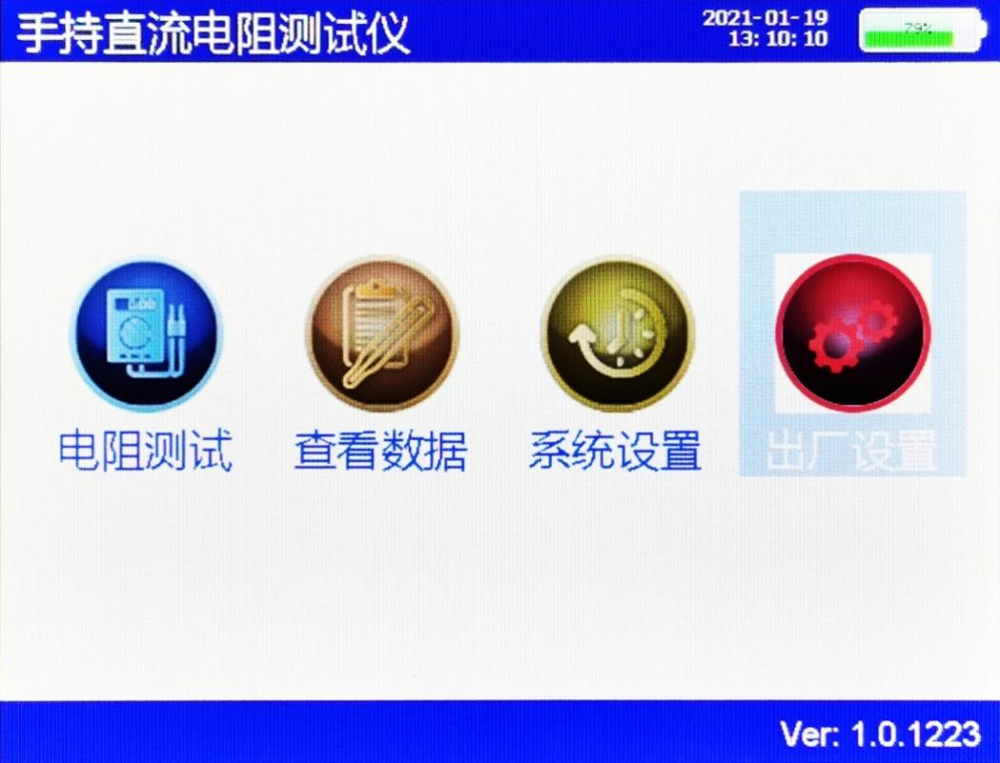 手持直流电阻测试仪
2021-01-19
13:10:10
79%
电阻测试
查看数据
系统设置
出厂设置
Ver: 1.0.1223